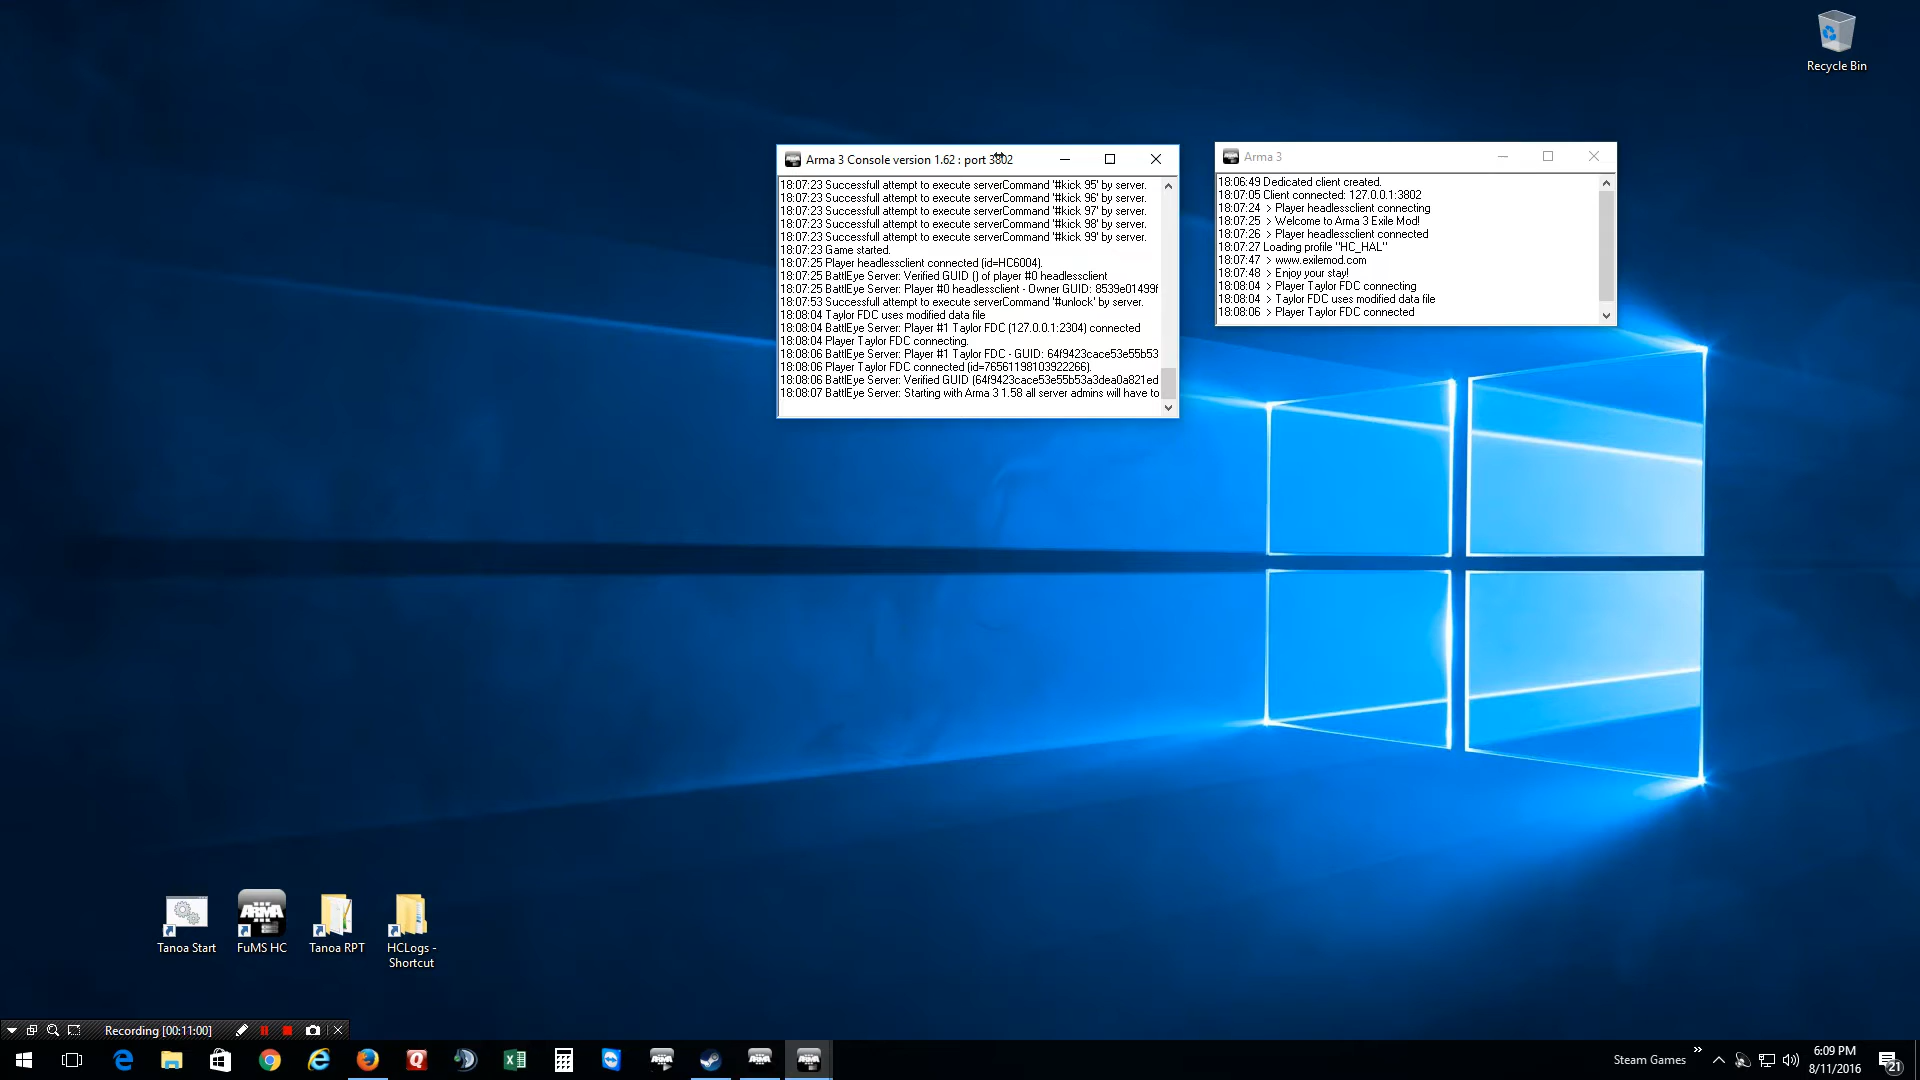 Recycle Bin
Arma 3 Console version 1.62 : port 3802
18:07:23 Successfull attempt to execute serverCommand '#kick 95' by server.
18:07:23 Successfull attempt to execute serverCommand '#kick 96' by server.
18:07:23 Successfull attempt to execute serverCommand '#kick 97' by server.
18:07:23 Successfull attempt to execute serverCommand '#kick 98' by server.
18:07:23 Successfull attempt to execute serverCommand '#kick 99' by server.
18:07:23 Game started.
18:07:25 Player headlessclient connected (id=HC6004).
18:07:25 BattlEye Server: Verified GUID () of player #0 headlessclient
18:07:25 BattlEye Server: Player #0 headlessclient - Owner GUID: 8539e01499f
18:07:53 Successfull attempt to execute serverCommand '#unlock' by server.
18:08:04 Taylor FDC uses modified data file
18:08:04 BattlEye Server: Player #1 Taylor FDC (127.0.0.1:2304) connected
18:08:04 Player Taylor FDC connecting.
18:08:06 BattlEye Server: Player #1 Taylor FDC - GUID: 64f9423cace53e55b53
18:08:06 Player Taylor FDC connected (id=76561198103922266).
18:08:06 BattlEye Server: Verified GUID (64f9423cace53e55b53a3dea0a821ed
18:08:07 BattlEye Server: Starting with Arma 3 1.58 all server admins will have to
Arma 3
18:06:49 Dedicated client created.
18:07:05 Client connected: 127.0.0.1:3802
18:07:24 > Player headlessclient connecting
18:07:25 > Welcome to Arma 3 Exile Mod!
18:07:26 > Player headlessclient connected
18:07:27 Loading profile "HC_HAL"
18:07:47 > www.exilemod.com
18:07:48 > Enjoy your stay!
18:08:04 > Player Taylor FDC connecting
18:08:04 > Taylor FDC uses modified data file
18:08:06 > Player Taylor FDC connected
ARMA
III
Tanoa Start
FuMS HC
Tanoa RPT
HCLogs -
Shortcut
Recording [00:11:00]
Steam Games
6:09 PM
8/11/2016
21